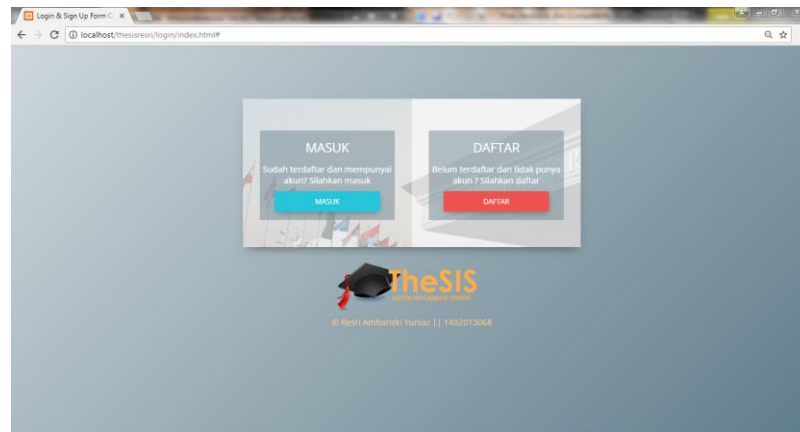 Login & Sign Up Form C
localhost/thesisresri/login/index.html#
MASUK
Sudah terdaftar dan mempunyai
akun? Silahkan masuk
MASUK
DAFTAR
Belum terdaftar dan tidak punya
akun ? Silahkan daftar
DAFTAR
TheSIS
© Resri Ambarizki Yuniaz || 1402013068